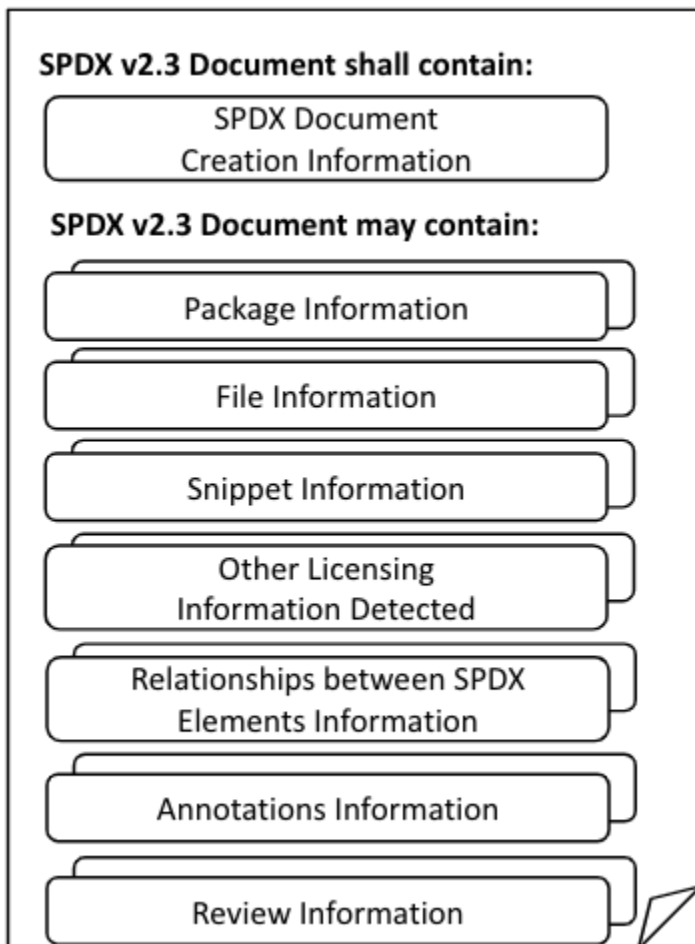 SPDX v2.3 Document shall contain:
SPDX Document
Creation Information
SPDX v2.3 Document may contain:
Package Information
File Information
Snippet Information
Other Licensing
Information Detected
Relationships between SPDX
Elements Information
Annotations Information
Review Information